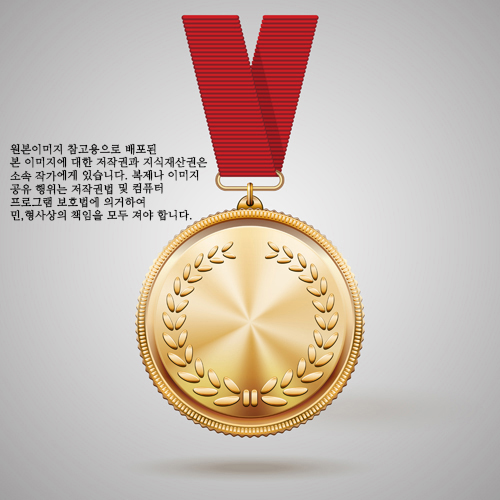 원본이미지 참고용으로 배포된
본 이미지에 대한 저작권과 지식재산권은
소속 작가에게 있습니다. 복제나 이미지
공유 행위는 저작권법 및 컴퓨터
프로그램 보호법에 의거하여
민,형사상의 책임을 모두 져야 합니다.